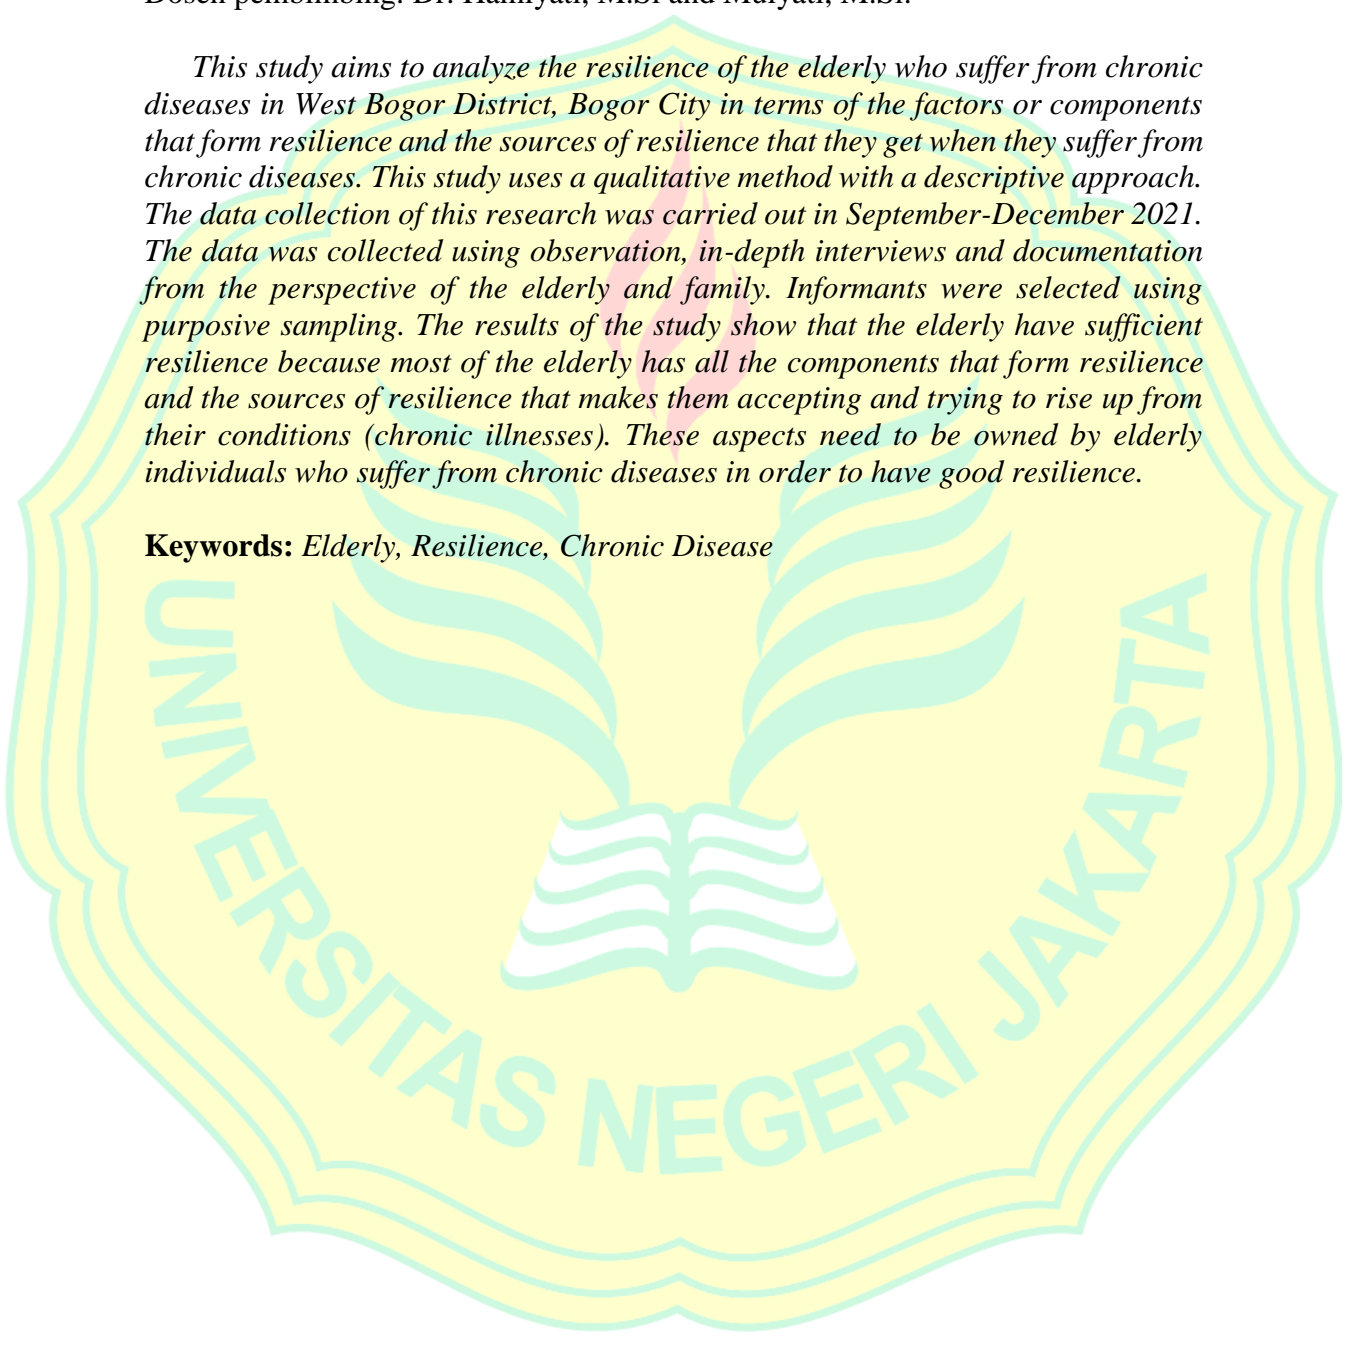 Dosen pembimbing: Dr. Hamiyati, M.Si and Mulyati, M.Si.
This study aims to analyze the resilience of the elderly who suffer from chronic
diseases in West Bogor District, Bogor City in terms of the factors or components
that form resilience and the sources of resilience that they get when they suffer from
chronic diseases. This study uses a qualitative method with a descriptive approach.
The data collection of this research was carried out in September-December 2021.
The data was collected using observation, in-depth interviews and documentation
from the perspective of the elderly and family. Informants were selected using
purposive sampling. The results of the study show that the elderly have sufficient
resilience because most of the elderly has all the components that form resilience
and the sources of resilience that makes them accepting and trying to rise up from
their conditions (chronic illnesses). These aspects need to be owned by elderly
individuals who suffer from chronic diseases in order to have good resilience.
Keywords: Elderly, Resilience, Chronic Disease
UNIVERSITAS NEGERI JAKARTA